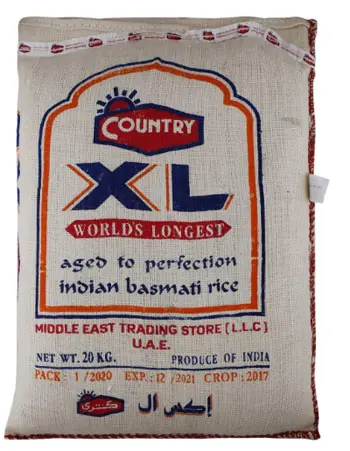 COUNTRY
XL
WORLD'S LONGEST
aged to perfection
indian basmati rice
MIDDLE EAST TRADING STORE (L.L.C)
U.A.E.
NET WT. 20 KG. PRODUCE OF INDIA
PACK: 1/2020 EXP.: 12/2021 CROP: 2017
كنتري إكس ال